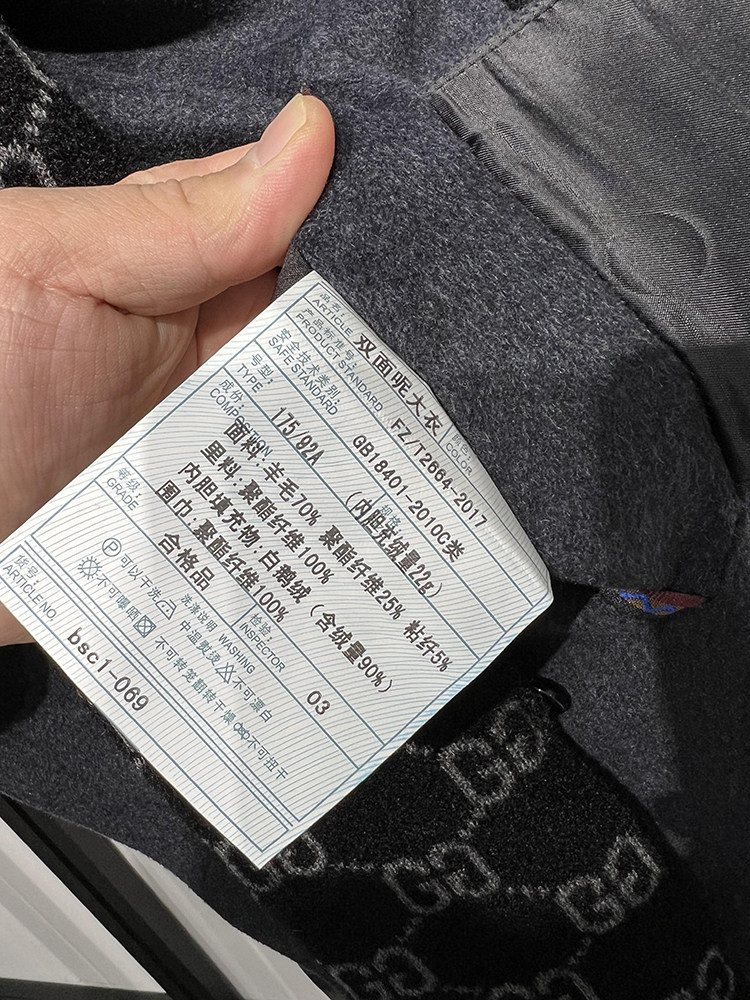 品名:
ARTICLE 双面呢大衣 颜色:
COLOR
产品标准号:
PRODUCT STANDARD FZ/T2664-2017
安全技术类别:
SAFE STANDARD GB18401-2010C类
号型:
TYPE 175/92A 规格 (内胆充绒量22g)
成份:
COMPOSITION
面料:羊毛70% 聚酯纤维25% 粘纤5%
里料:聚酯纤维100%
内胆填充物:白鹅绒(含绒量90%)
围巾:聚酯纤维100%
等级:
GRADE 合格品 检验:
INSPECTOR 03
洗涤说明 WASHING
P 可以干洗 中温熨烫 不可漂白
不可曝晒 不可转笼翻转干燥 不可扭干
货号:
ARTICLE NO. bsc1-069